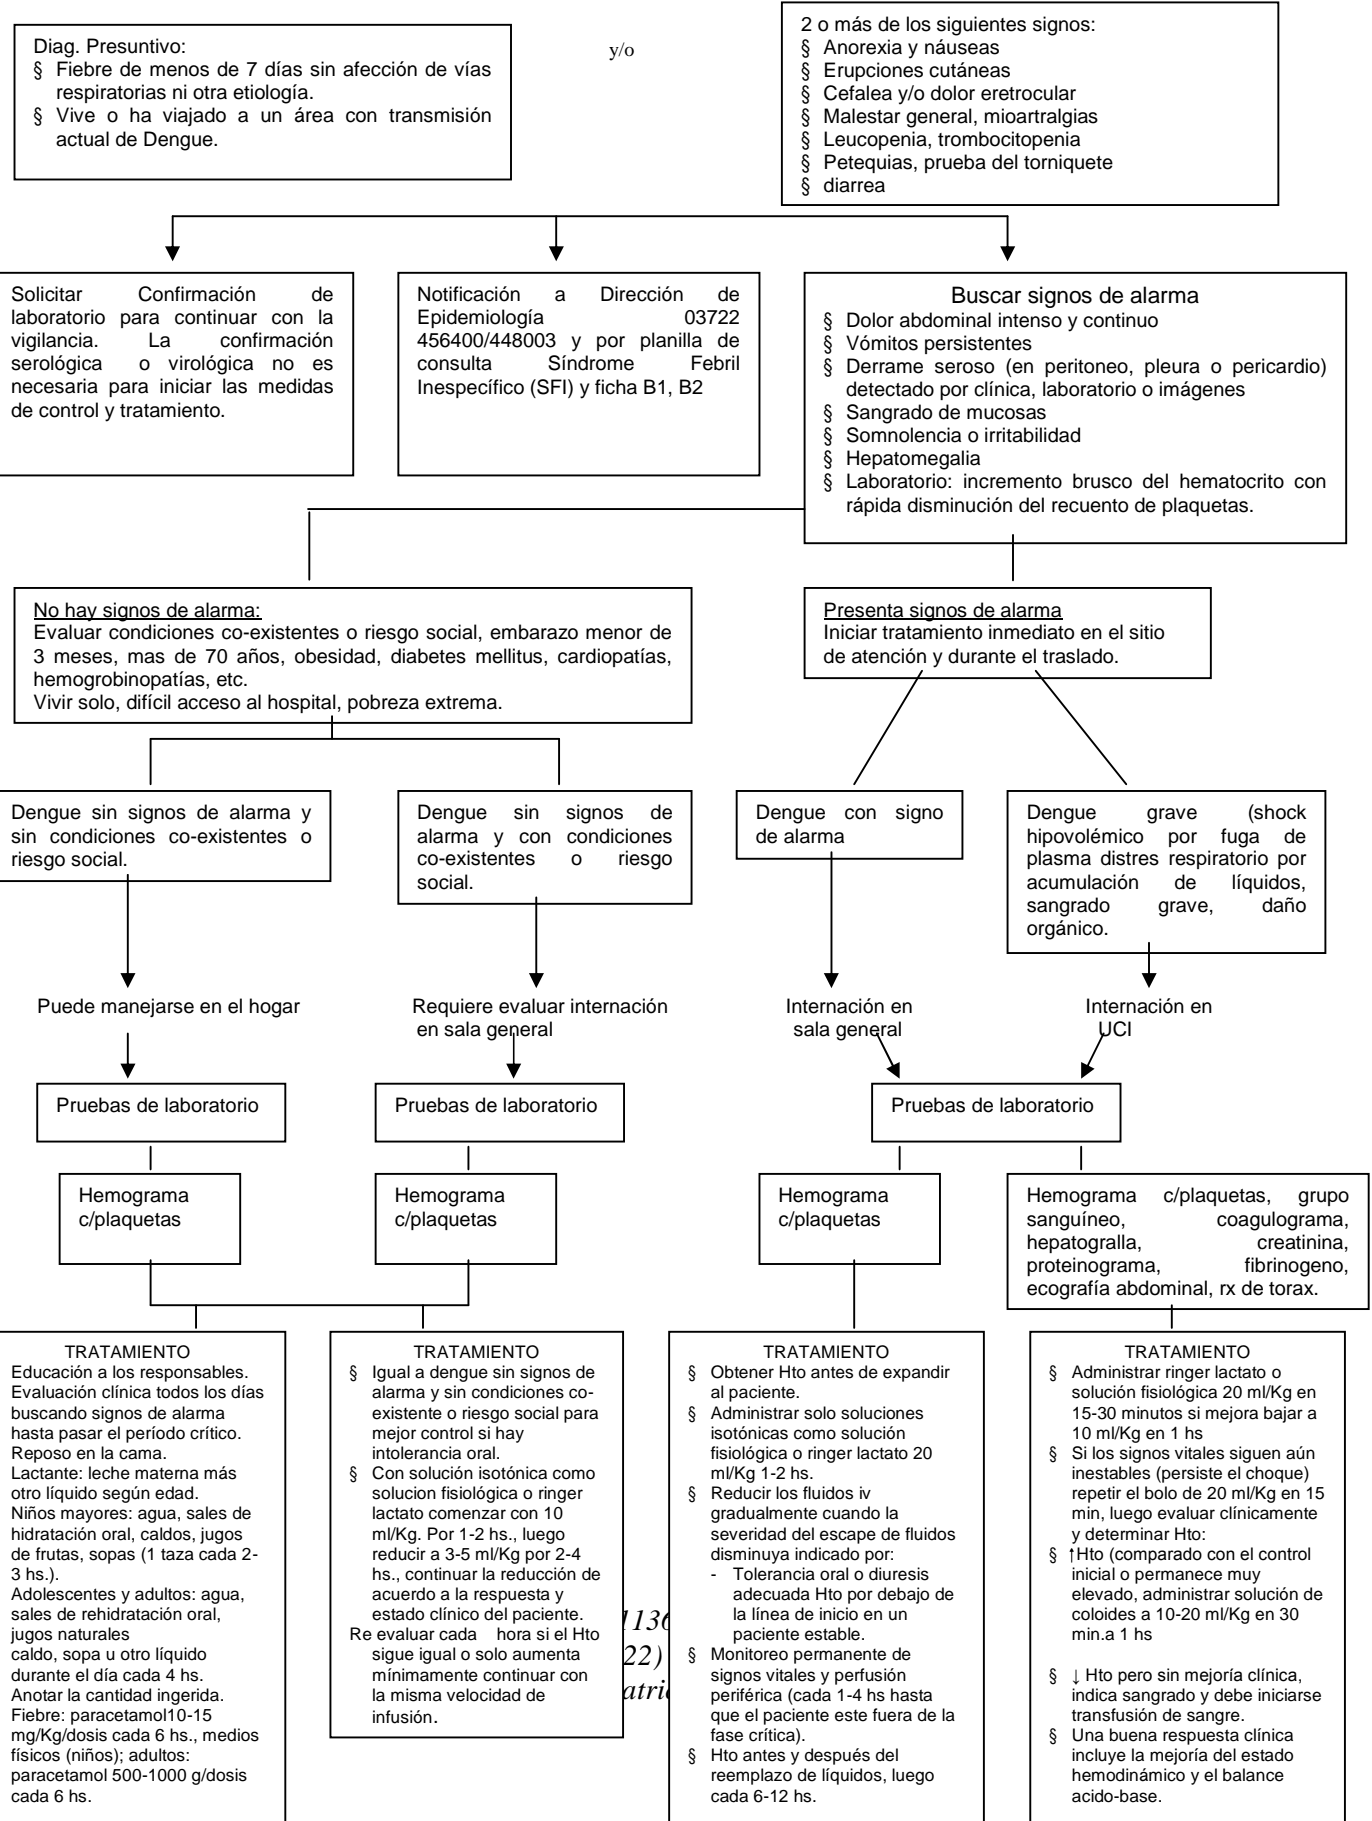 Diag. Presuntivo:
§ Fiebre de menos de 7 días sin afección de vías
respiratorias ni otra etiología.
§ Vive o ha viajado a un área con transmisión
actual de Dengue.
y/o
2 o más de los siguientes signos:
§ Anorexia y náuseas
§ Erupciones cutáneas
§ Cefalea y/o dolor eretrocular
§ Malestar general, mioartralgias
§ Leucopenia, trombocitopenia
§ Petequias, prueba del torniquete
§ diarrea
Solicitar Confirmación de
laboratorio para continuar con la
vigilancia. La confirmación
serológica o virológica no es
necesaria para iniciar las medidas
de control y tratamiento.
Notificación a Dirección de
Epidemiología 03722
456400/448003 y por planilla de
consulta Síndrome Febril
Inespecífico (SFI) y ficha B1, B2
Buscar signos de alarma
§ Dolor abdominal intenso y continuo
§ Vómitos persistentes
§ Derrame seroso (en peritoneo, pleura o pericardio)
detectado por clínica, laboratorio o imágenes
§ Sangrado de mucosas
§ Somnolencia o irritabilidad
§ Hepatomegalia
§ Laboratorio: incremento brusco del hematocrito con
rápida disminución del recuento de plaquetas.
No hay signos de alarma:
Evaluar condiciones co-existentes o riesgo social, embarazo menor de
3 meses, mas de 70 años, obesidad, diabetes mellitus, cardiopatías,
hemogrobinopatías, etc.
Vivir solo, difícil acceso al hospital, pobreza extrema.
Presenta signos de alarma
Iniciar tratamiento inmediato en el sitio
de atención y durante el traslado.
Dengue sin signos de alarma y
sin condiciones co-existentes o
riesgo social.
Dengue sin signos de
alarma y con condiciones
co-existentes o riesgo
social.
Dengue con signo
de alarma
Dengue grave (shock
hipovolémico por fuga de
plasma distres respiratorio por
acumulación de líquidos,
sangrado grave, daño
orgánico.
Puede manejarse en el hogar
Requiere evaluar internación
en sala general
Internación en
sala general
Internación en
UCI
Pruebas de laboratorio
Pruebas de laboratorio
Pruebas de laboratorio
Hemograma
c/plaquetas
Hemograma
c/plaquetas
Hemograma
c/plaquetas
Hemograma c/plaquetas, grupo
sanguíneo, coagulograma,
hepatogralla, creatinina,
proteinograma, fibrinogeno,
ecografía abdominal, rx de torax.
TRATAMIENTO
Educación a los responsables.
Evaluación clínica todos los días
buscando signos de alarma
hasta pasar el período crítico.
Reposo en la cama.
Lactante: leche materna más
otro líquido según edad.
Niños mayores: agua, sales de
hidratación oral, caldos, jugos
de frutas, sopas (1 taza cada 2-
3 hs.).
Adolescentes y adultos: agua,
sales de rehidratación oral,
jugos naturales
caldo, sopa u otro líquido
durante el día cada 4 hs.
Anotar la cantidad ingerida.
Fiebre: paracetamol10-15
mg/Kg/dosis cada 6 hs., medios
físicos (niños); adultos:
paracetamol 500-1000 g/dosis
cada 6 hs.
TRATAMIENTO
§ Igual a dengue sin signos de
alarma y sin condiciones co-
existente o riesgo social para
mejor control si hay
intolerancia oral.
§ Con solución isotónica como
solucion fisiológica o ringer
lactato comenzar con 10
ml/Kg. Por 1-2 hs., luego
reducir a 3-5 ml/Kg por 2-4
hs., continuar la reducción de
acuerdo a la respuesta y
estado clínico del paciente.
Re evaluar cada hora si el Hto
sigue igual o solo aumenta
mínimamente continuar con
la misma velocidad de
infusión.
1136
22)
atric
TRATAMIENTO
§ Obtener Hto antes de expandir
al paciente.
§ Administrar solo soluciones
isotónicas como solución
fisiológica o ringer lactato 20
ml/Kg 1-2 hs.
§ Reducir los fluidos iv
gradualmente cuando la
severidad del escape de fluidos
disminuya indicado por:
- Tolerancia oral o diuresis
adecuada Hto por debajo de
la línea de inicio en un
paciente estable.
§ Monitoreo permanente de
signos vitales y perfusión
periférica (cada 1-4 hs hasta
que el paciente este fuera de la
fase crítica).
§ Hto antes y después del
reemplazo de líquidos, luego
cada 6-12 hs.
TRATAMIENTO
§ Administrar ringer lactato o
solución fisiológica 20 ml/Kg en
15-30 minutos si mejora bajar a
10 ml/Kg en 1 hs
§ Si los signos vitales siguen aún
inestables (persiste el choque)
repetir el bolo de 20 ml/Kg en 15
min, luego evaluar clínicamente
y determinar Hto:
§ ↑Hto (comparado con el control
inicial o permanece muy
elevado, administrar solución de
coloides a 10-20 ml/Kg en 30
min.a 1 hs
§ ↓ Hto pero sin mejoría clínica,
indica sangrado y debe iniciarse
transfusión de sangre.
§ Una buena respuesta clínica
incluye la mejoría del estado
hemodinámico y el balance
acido-base.